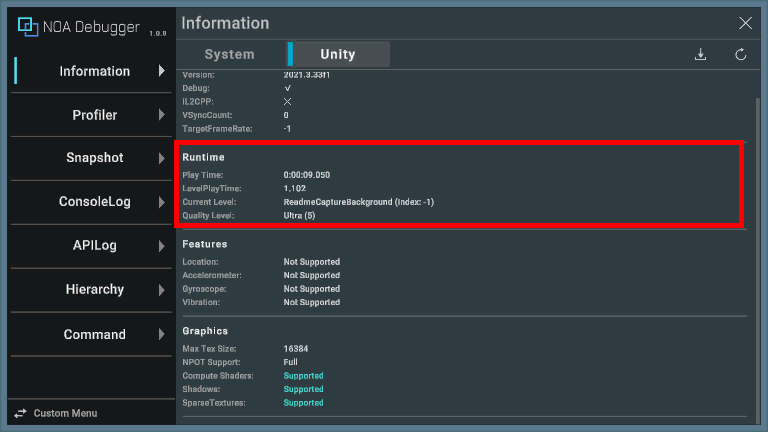 NOA Debugger 1.0.0
Information
Profiler
Snapshot
ConsoleLog
APILog
Hierarchy
Command
Custom Menu
Information
System Unity
Version: 2021.3.33f1
Debug: ✓
IL2CPP: ×
VSyncCount: 0
TargetFrameRate: -1
Runtime
Play Time: 0:00:09.050
LevelPlayTime: 1.102
Current Level: ReadmeCaptureBackground (Index: -1)
Quality Level: Ultra (5)
Features
Location: Not Supported
Accelerometer: Not Supported
Gyroscope: Not Supported
Vibration: Not Supported
Graphics
Max Tex Size: 16384
NPOT Support: Full
Compute Shaders: Supported
Shadows: Supported
SparseTextures: Supported